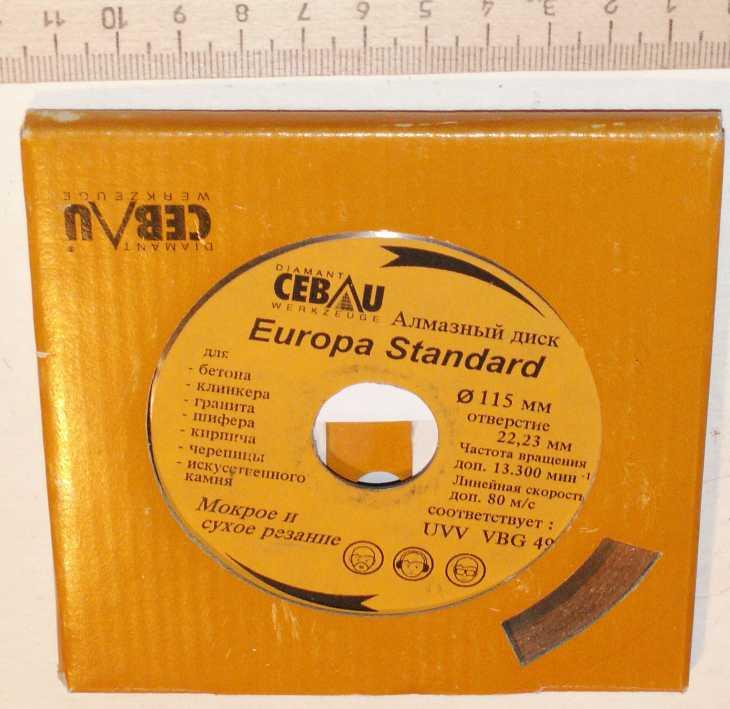 11 10 9 8 7 6 5 4 3 2 1
DIAMANT
CEBAU
WERKZEUGE
®
DIAMANT
CEBAU
WERKZEUGE
Алмазный диск
Europa Standard
для
- бетона
- клинкера
- гранита
- шифера
- кирпича
- черепицы
- искусственного
камня
Мокрое и
сухое резание
Ø 115 мм
отверстие
22,23 мм
Частота вращения
доп. 13.300 мин -1
Линейная скорость
доп. 80 м/с
соответствует :
UVV VBG 49